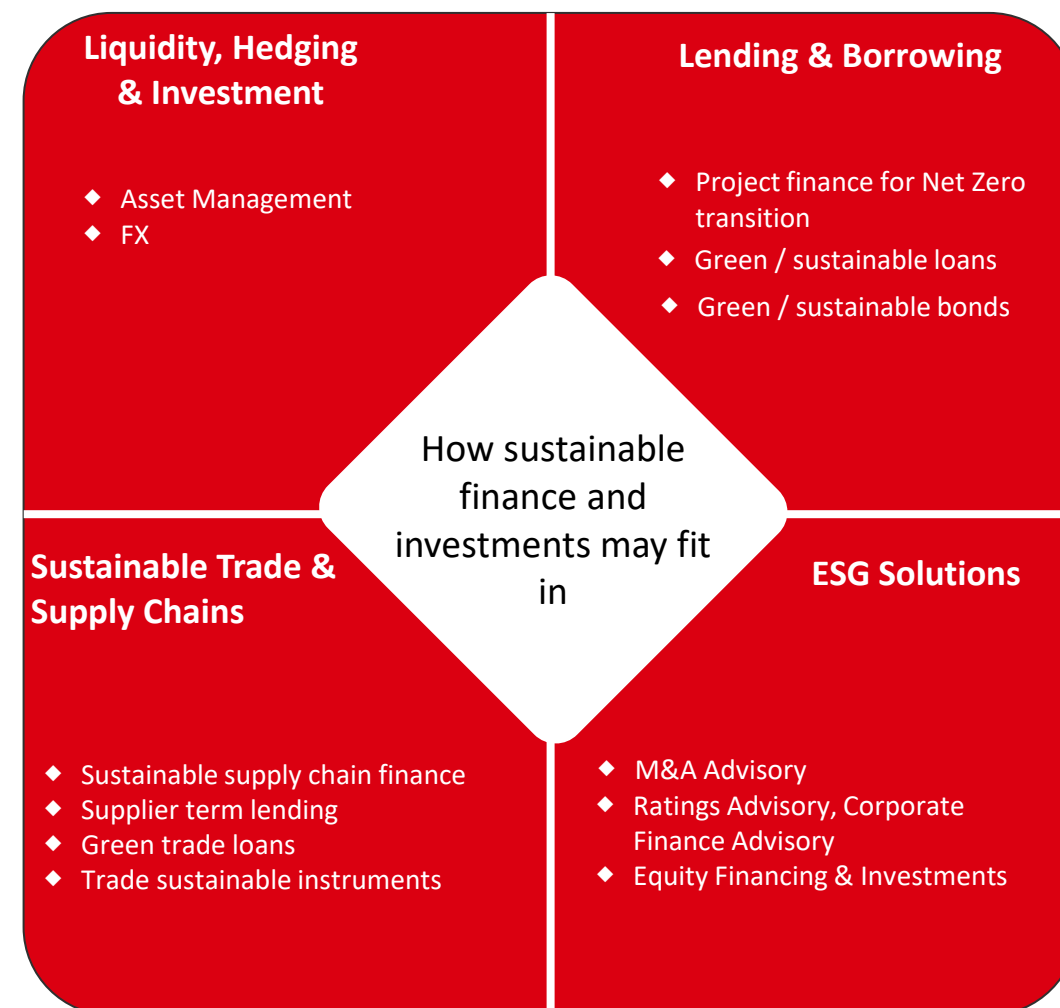 Liquidity, Hedging
& Investment
◆ Asset Management
◆ FX
Lending & Borrowing
◆ Project finance for Net Zero
transition
◆ Green / sustainable loans
◆ Green / sustainable bonds
How sustainable
finance and
investments may fit
in
Sustainable Trade &
Supply Chains
◆ Sustainable supply chain finance
◆ Supplier term lending
◆ Green trade loans
◆ Trade sustainable instruments
ESG Solutions
◆ M&A Advisory
◆ Ratings Advisory, Corporate
Finance Advisory
◆ Equity Financing & Investments